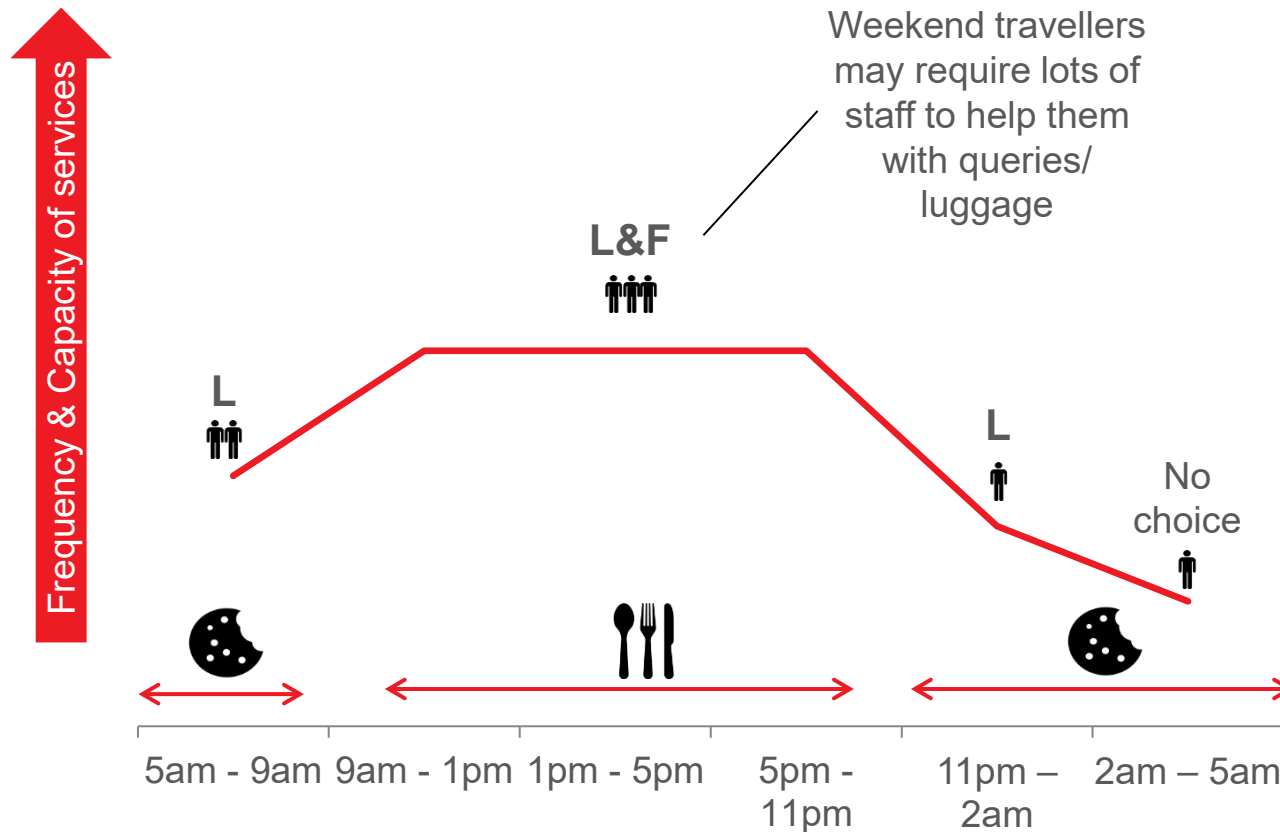 Frequency & Capacity of services
Weekend travellers
may require lots of
staff to help them
with queries/
luggage
L&F
L
L
No
choice
5am - 9am
9am - 1pm
1pm - 5pm
5pm -
11pm
11pm –
2am
2am – 5am